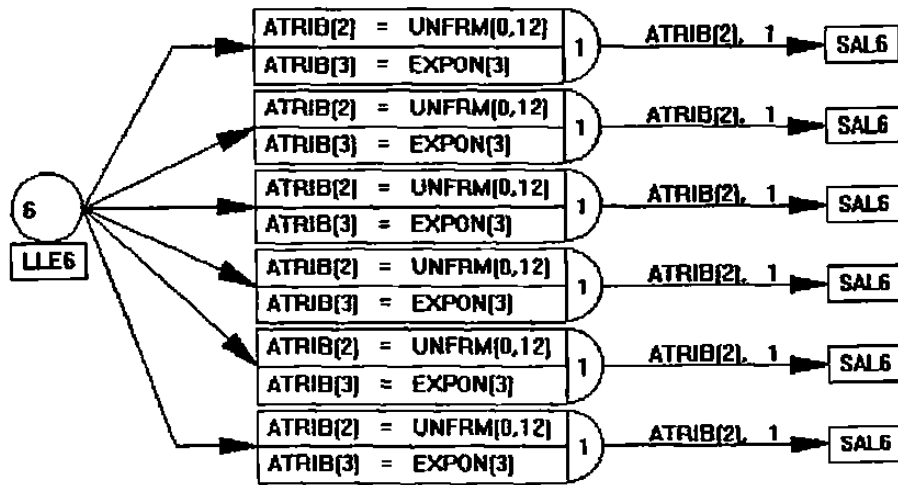 ATRIB(2) = UNFRM(0,12)
ATRIB(3) = EXPON(3)
1
ATRIB(2), 1
SAL6
ATRIB(2) = UNFRM(0,12)
ATRIB(3) = EXPON(3)
1
ATRIB(2), 1
SAL6
6
LLE6
ATRIB(2) = UNFRM(0,12)
ATRIB(3) = EXPON(3)
1
ATRIB(2), 1
SAL6
ATRIB(2) = UNFRM(0,12)
ATRIB(3) = EXPON(3)
1
ATRIB(2), 1
SAL6
ATRIB(2) = UNFRM(0,12)
ATRIB(3) = EXPON(3)
1
ATRIB(2), 1
SAL6
ATRIB(2) = UNFRM(0,12)
ATRIB(3) = EXPON(3)
1
ATRIB(2), 1
SAL6